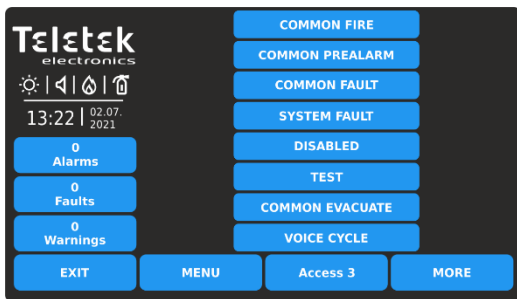 Teletek
electronics
13:22
02.07.
2021
0
Alarms
0
Faults
0
Warnings
COMMON FIRE
COMMON PREALARM
COMMON FAULT
SYSTEM FAULT
DISABLED
TEST
COMMON EVACUATE
VOICE CYCLE
EXIT
MENU
Access 3
MORE